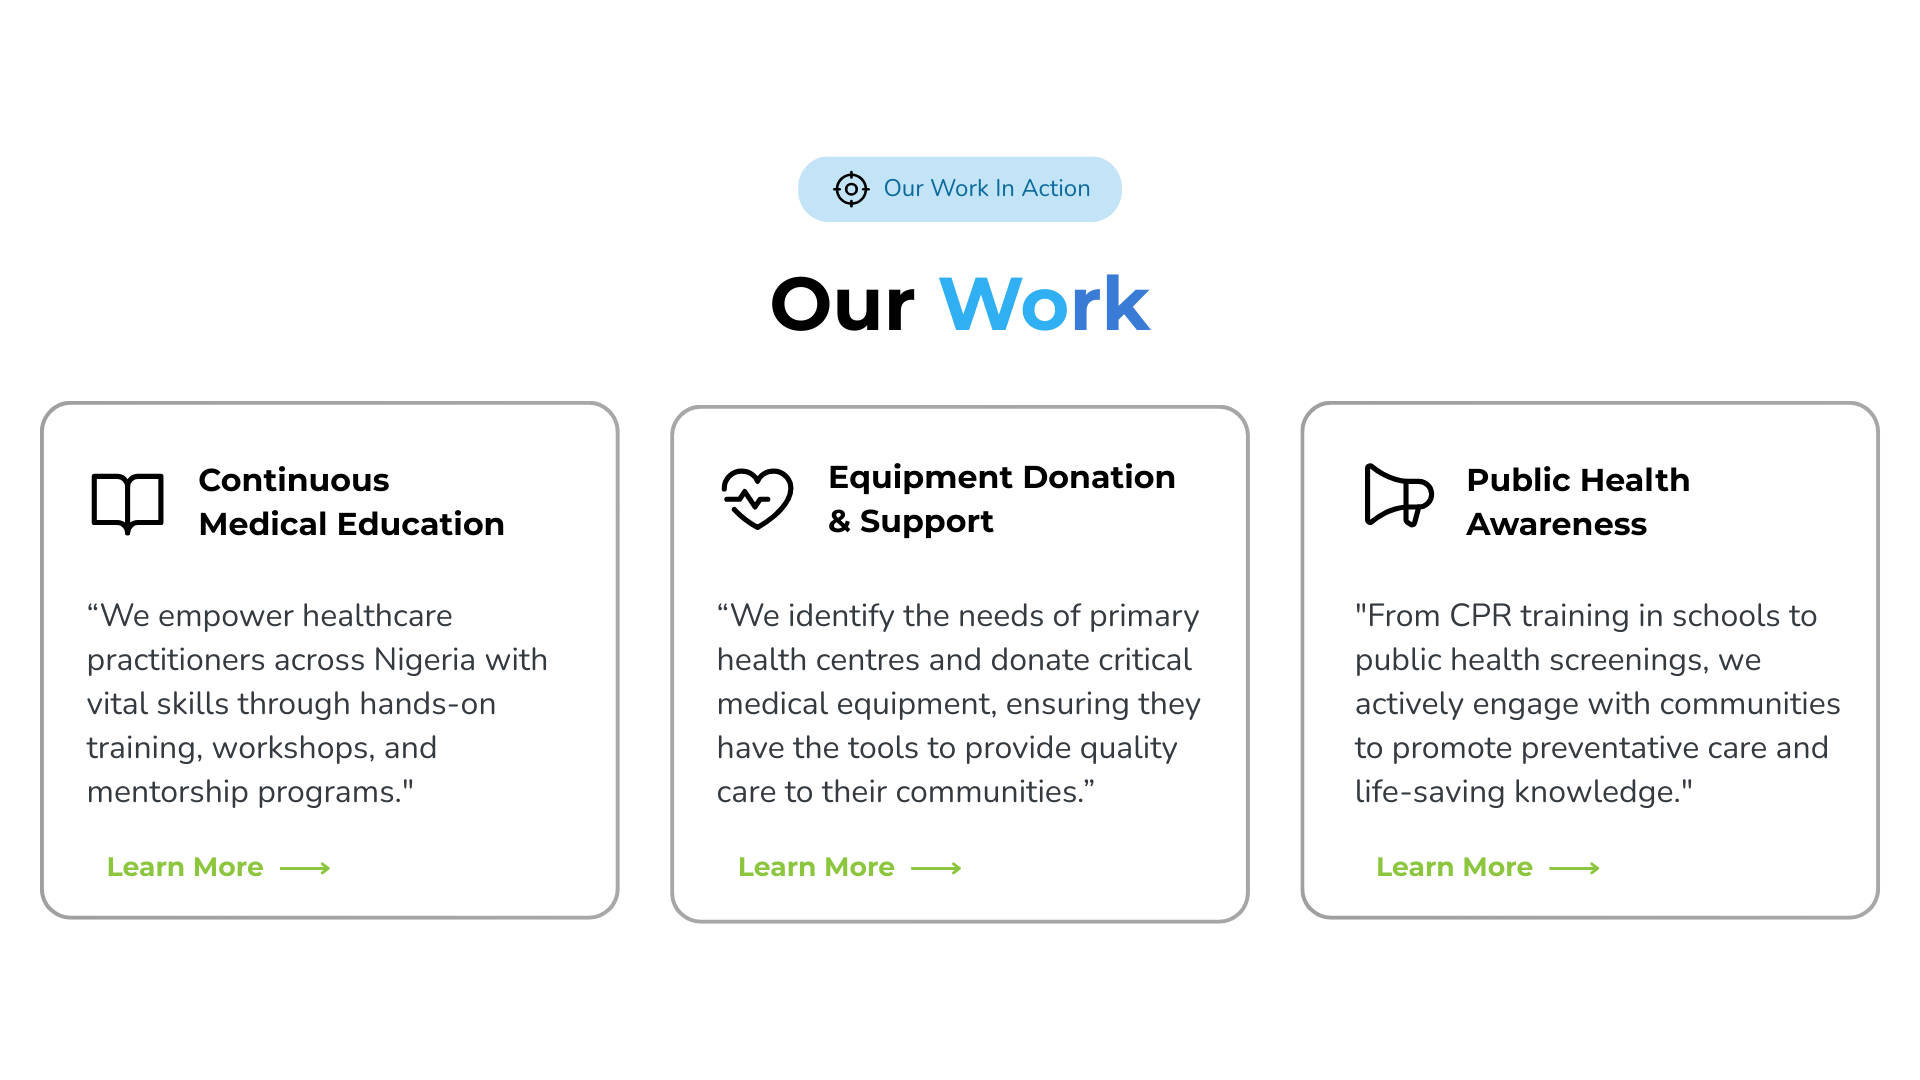 Our Work In Action
Our Work
Continuous
Medical Education
“We empower healthcare
practitioners across Nigeria with
vital skills through hands-on
training, workshops, and
mentorship programs."
Learn More
Equipment Donation
& Support
“We identify the needs of primary
health centres and donate critical
medical equipment, ensuring they
have the tools to provide quality
care to their communities.”
Learn More
Public Health
Awareness
"From CPR training in schools to
public health screenings, we
actively engage with communities
to promote preventative care and
life-saving knowledge."
Learn More